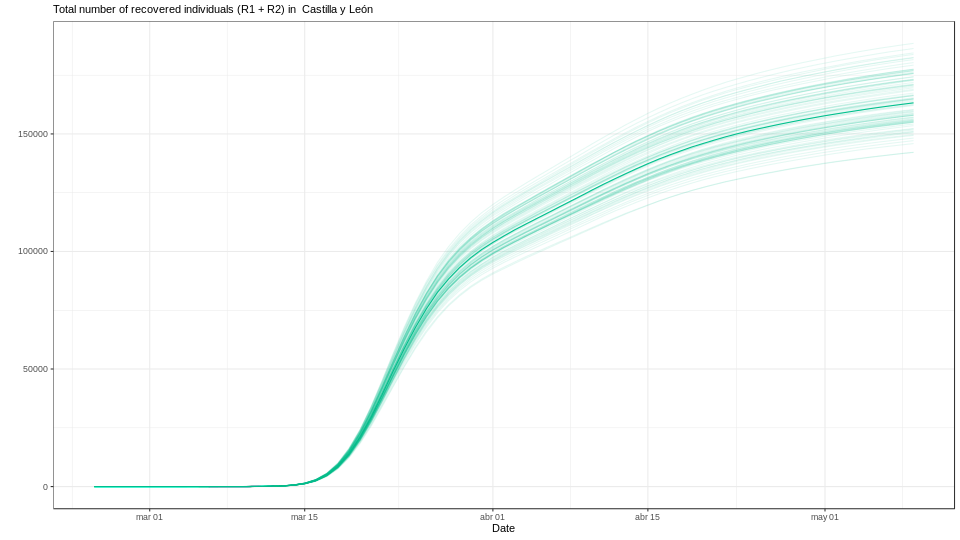 Total number of recovered individuals (R1 + R2) in  Castilla y León
150000
100000
50000
0
mar 01 mar 15 abr 01 abr 15 may 01
Date